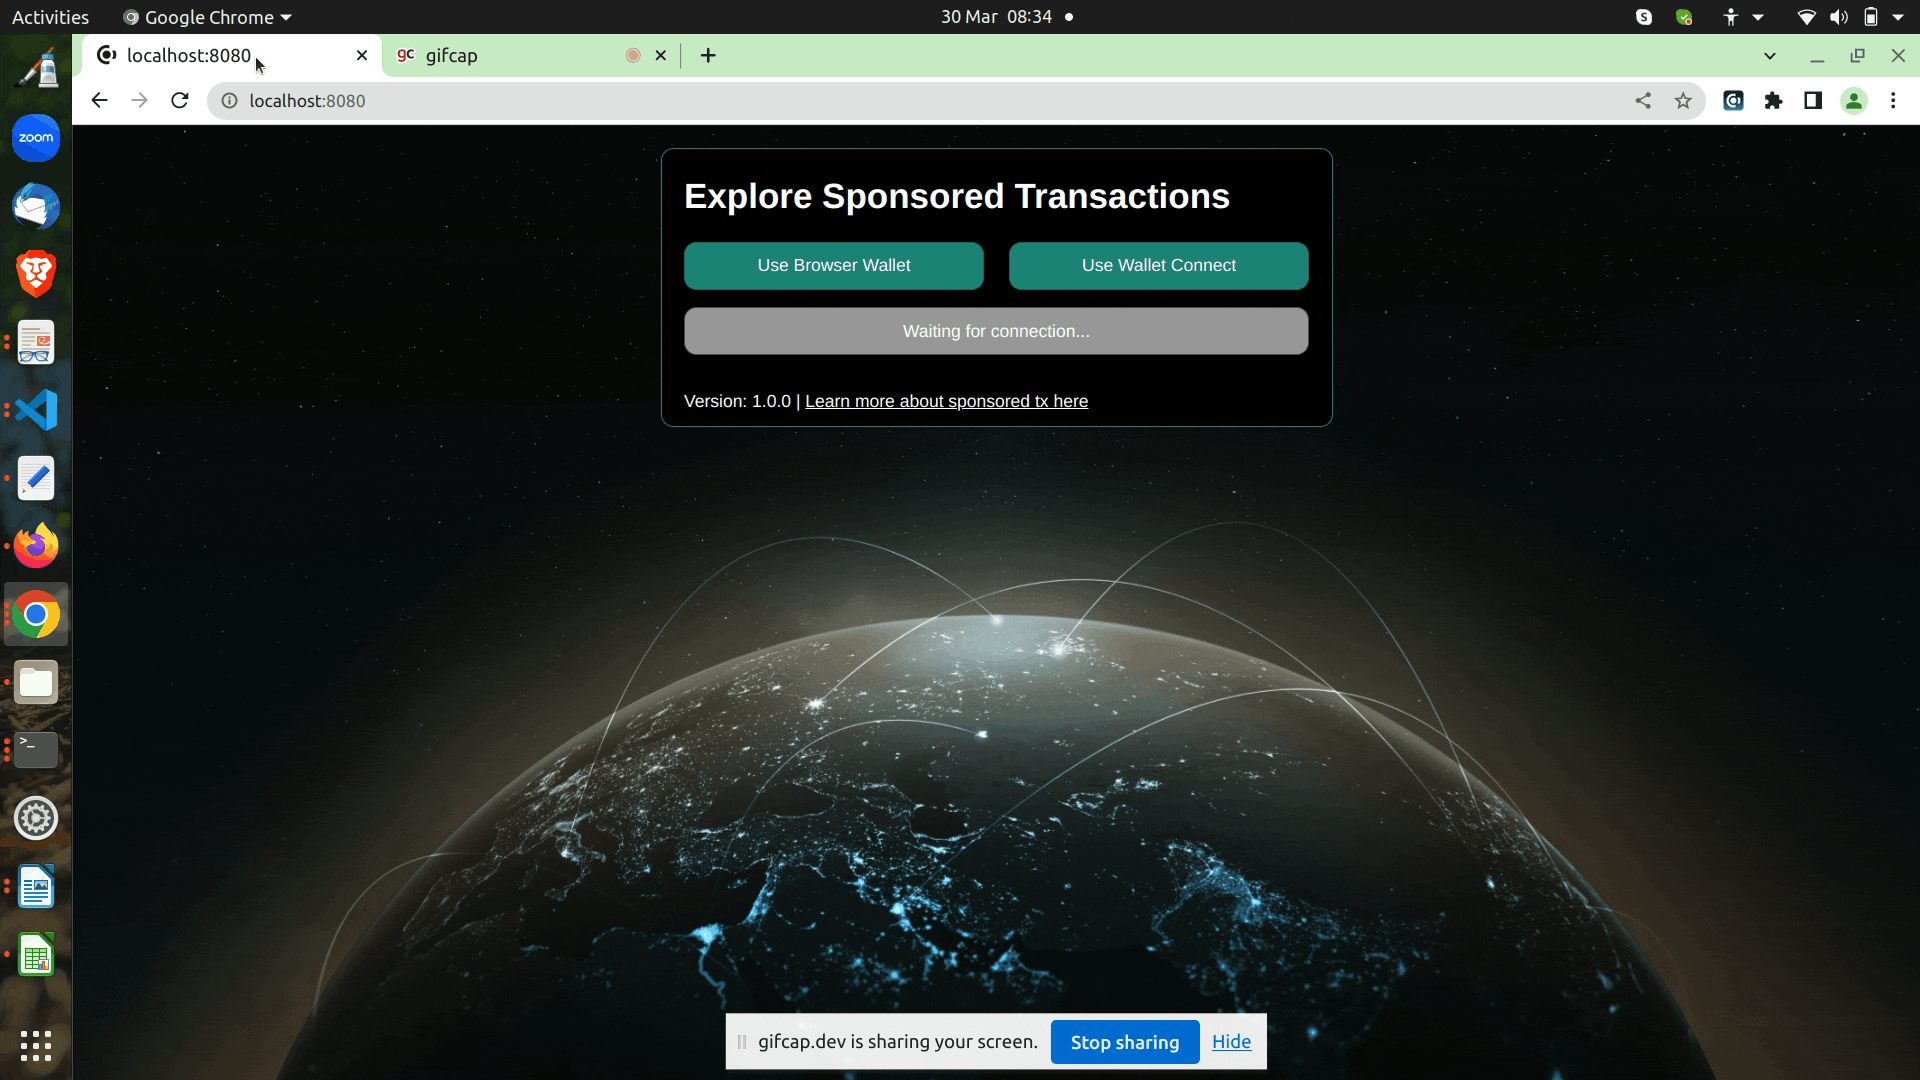 Activities
Google Chrome
30 Mar 08:34
S
localhost:8080
gc
gifcap
localhost:8080
zoom
Explore Sponsored Transactions
Use Browser Wallet
Use Wallet Connect
Waiting for connection...
Version: 1.0.0 | Learn more about sponsored tx here
>_
gifcap.dev is sharing your screen.
Stop sharing
Hide